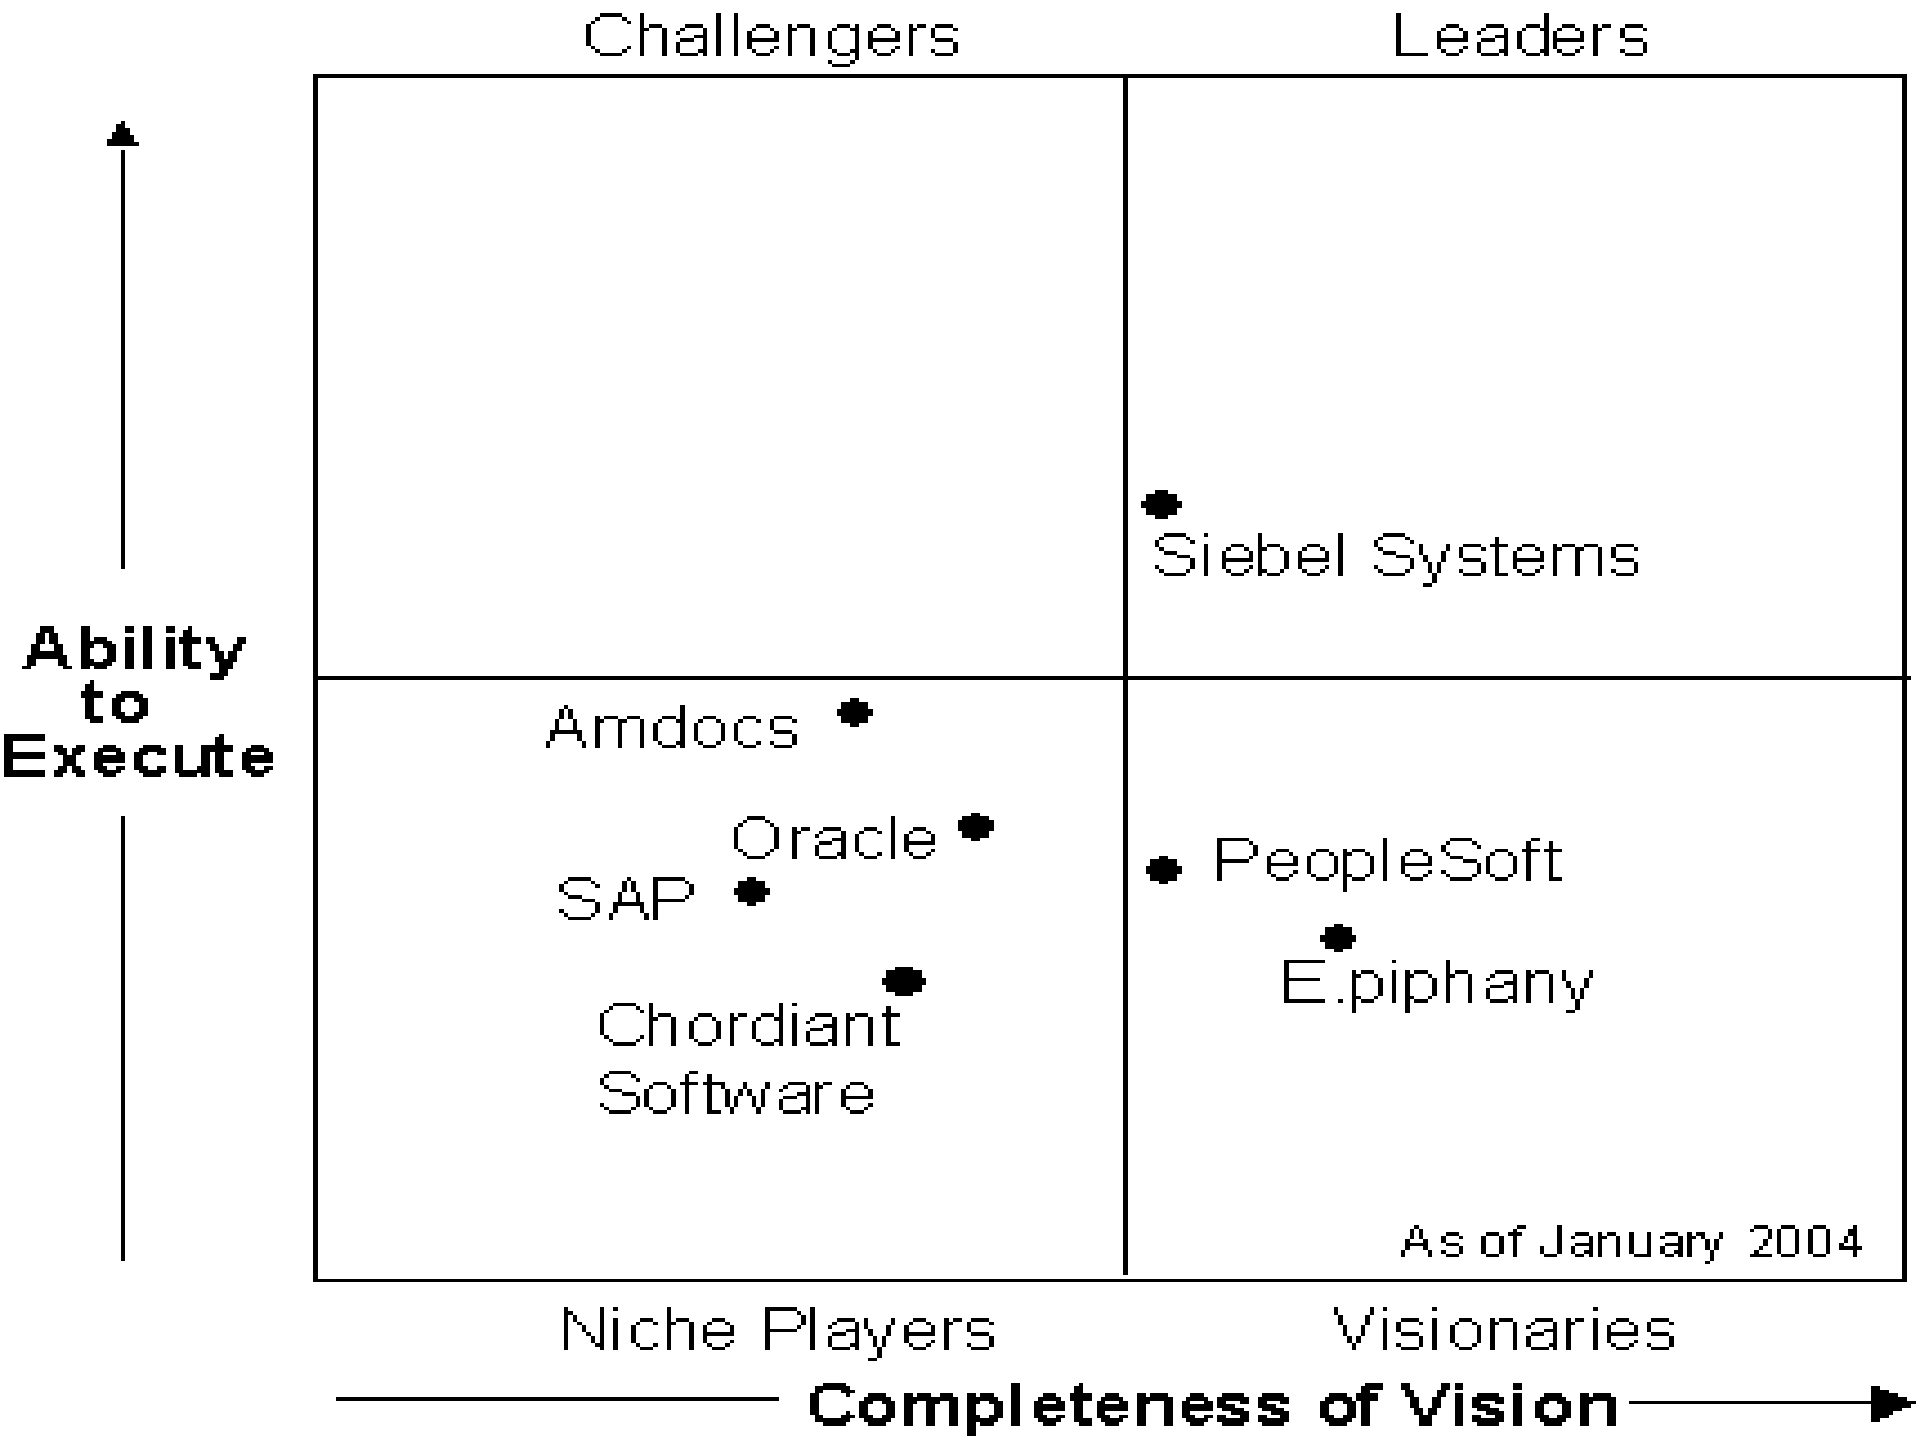 Challengers
Leaders
Siebel Systems
Ability
to
Execute
Amdocs
Oracle
SAP
PeopleSoft
E.piphany
Chordiant
Software
As of January 2004
Niche Players
Visionaries
Completeness of Vision